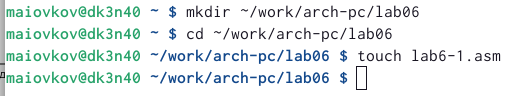 maiovkov@dk3n40 ~ $ mkdir ~/work/arch-pc/lab06
maiovkov@dk3n40 ~ $ cd ~/work/arch-pc/lab06
maiovkov@dk3n40 ~/work/arch-pc/lab06 $ touch lab6-1.asm
maiovkov@dk3n40 ~/work/arch-pc/lab06 $